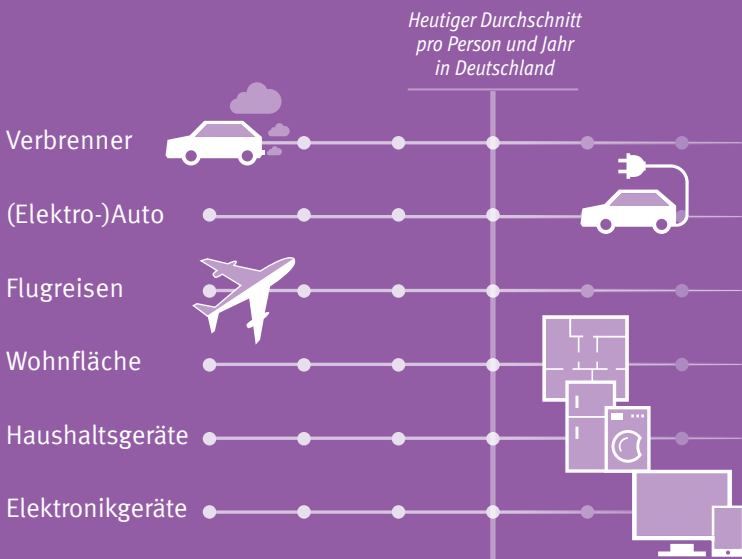 Heutiger Durchschnitt
pro Person und Jahr
in Deutschland
Verbrenner
(Elektro-)Auto
Flugreisen
Wohnfläche
Haushaltsgeräte
Elektronikgeräte